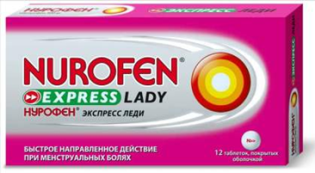 NUROFEN®
EXPRESS LADY
НУРОФЕН® ЭКСПРЕСС ЛЕДИ
БЫСТРОЕ НАПРАВЛЕННОЕ ДЕЙСТВИЕ
ПРИ МЕНСТРУАЛЬНЫХ БОЛЯХ
12 таблеток, покрытых
оболочкой